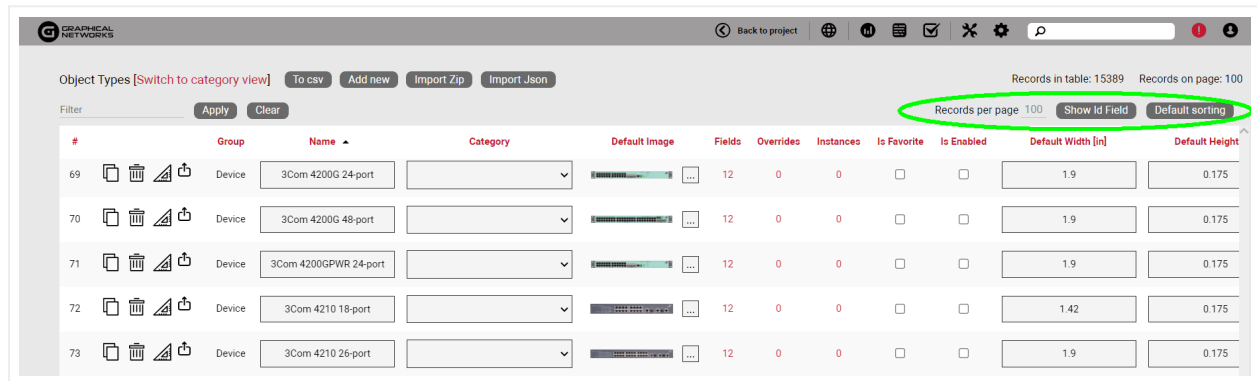 GRAPHICAL
NETWORKS
Back to project
Object Types [Switch to category view] To csv Add new Import Zip Import Json Records in table: 15389 Records on page: 100
Filter Apply Clear Records per page 100 Show Id Field Default sorting
# Group Name Category Default Image Fields Overrides Instances Is Favorite Is Enabled Default Width [in] Default Height
69 Device 3Com 4200G 24-port ... 12 0 0 1.9 0.175
70 Device 3Com 4200G 48-port ... 12 0 0 1.9 0.175
71 Device 3Com 4200GPWR 24-port ... 12 0 0 1.9 0.175
72 Device 3Com 4210 18-port ... 12 0 0 1.42 0.175
73 Device 3Com 4210 26-port ... 12 0 0 1.9 0.175